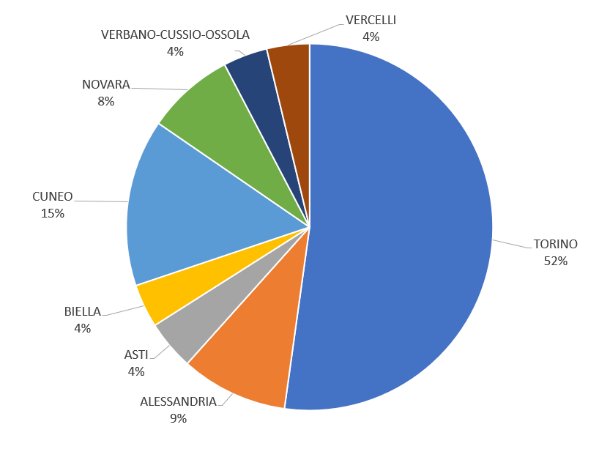 VERCELLI
4%
VERBANO-CUSSIO-OSSOLA
4%
NOVARA
8%
CUNEO
15%
TORINO
52%
BIELLA
4%
ASTI
4%
ALESSANDRIA
9%